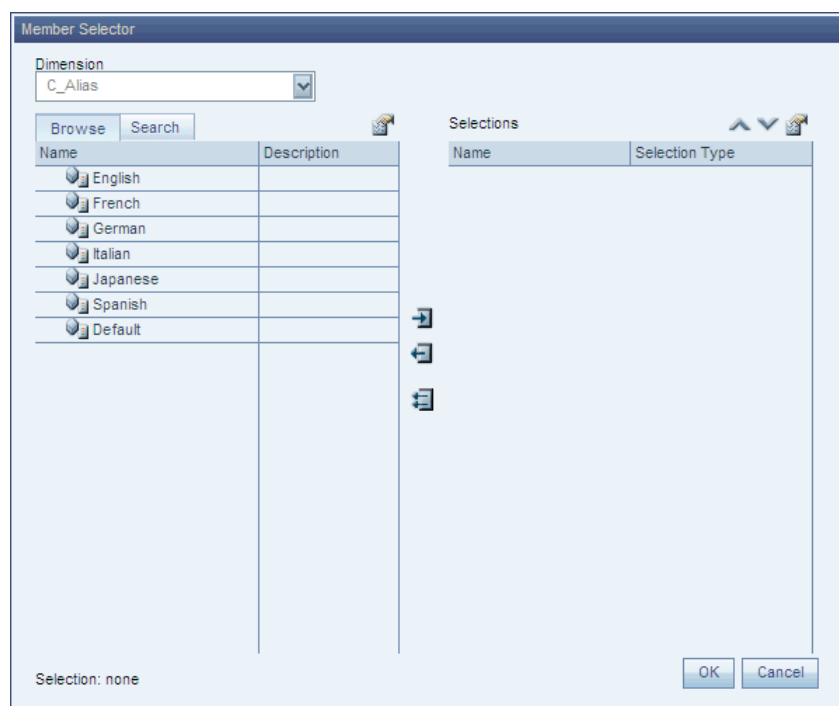 Member Selector
Dimension
C_Alias
Browse Search
Name Description
English
French
German
Italian
Japanese
Spanish
Default
Selections
Name Selection Type
Selection: none
OK Cancel